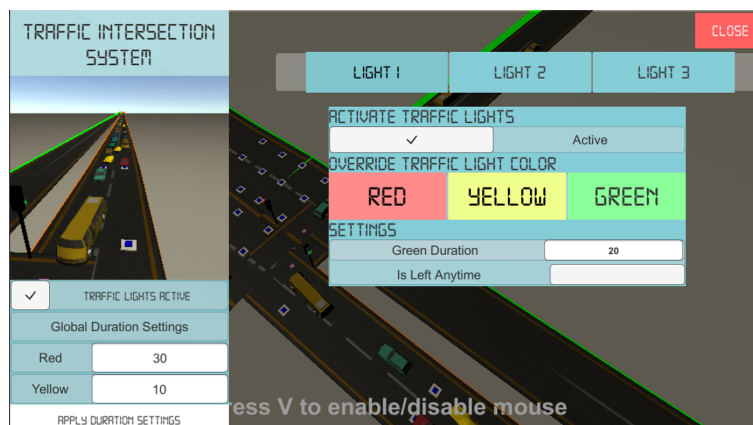 TRAFFIC INTERSECTION
SYSTEM
CLOSE
LIGHT 1
LIGHT 2
LIGHT 3
ACTIVATE TRAFFIC LIGHTS
Active
OVERRIDE TRAFFIC LIGHT COLOR
RED
YELLOW
GREEN
SETTINGS
Green Duration
20
Is Left Anytime
TRAFFIC LIGHTS ACTIVE
Global Duration Settings
Red
30
Yellow
10
APPLY DURATION SETTINGS
ress V to enable/disable mouse